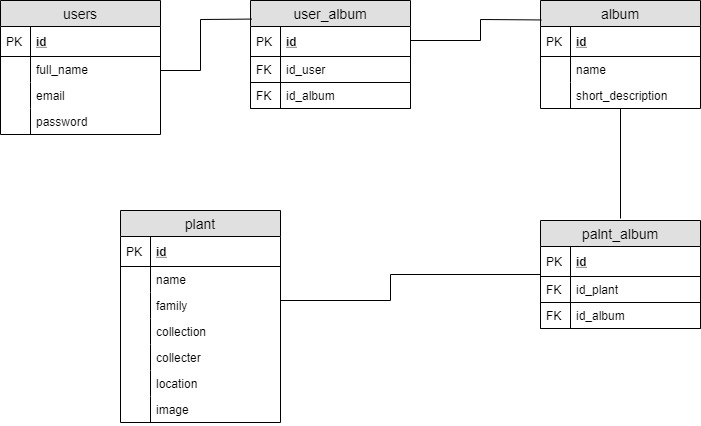 users
PK id
full_name
email
password
user_album
PK id
FK id_user
FK id_album
album
PK id
name
short_description
plant
PK id
name
family
collection
collecter
location
image
palnt_album
PK id
FK id_plant
FK id_album